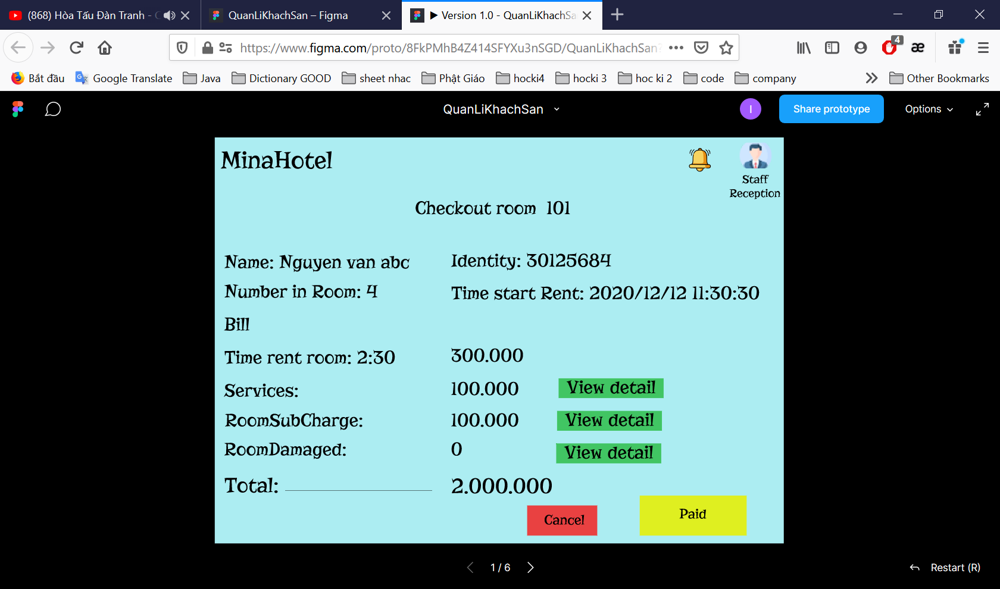 (868) Hòa Tấu Đàn Tranh -
QuanLiKhachSan – Figma
▶ Version 1.0 - QuanLiKhachSa
https://www.figma.com/proto/8FkPMhB4Z414SFYXu3nSGD/QuanLiKhachSan?
4
Bắt đầu
Google Translate
Java
Dictionary GOOD
sheet nhac
Phật Giáo
hocki4
hocki 3
hoc ki 2
code
company
Other Bookmarks
QuanLiKhachSan
I
Share prototype
Options
MinaHotel
Staff
Reception
Checkout room 101
Name: Nguyen van abc
Identity: 30125684
Number in Room: 4
Time start Rent: 2020/12/12 11:30:30
Bill
Time rent room: 2:30
300.000
Services:
100.000
View detail
RoomSubCharge:
100.000
View detail
RoomDamaged:
0
View detail
Total:
2.000.000
Cancel
Paid
1 / 6
Restart (R)